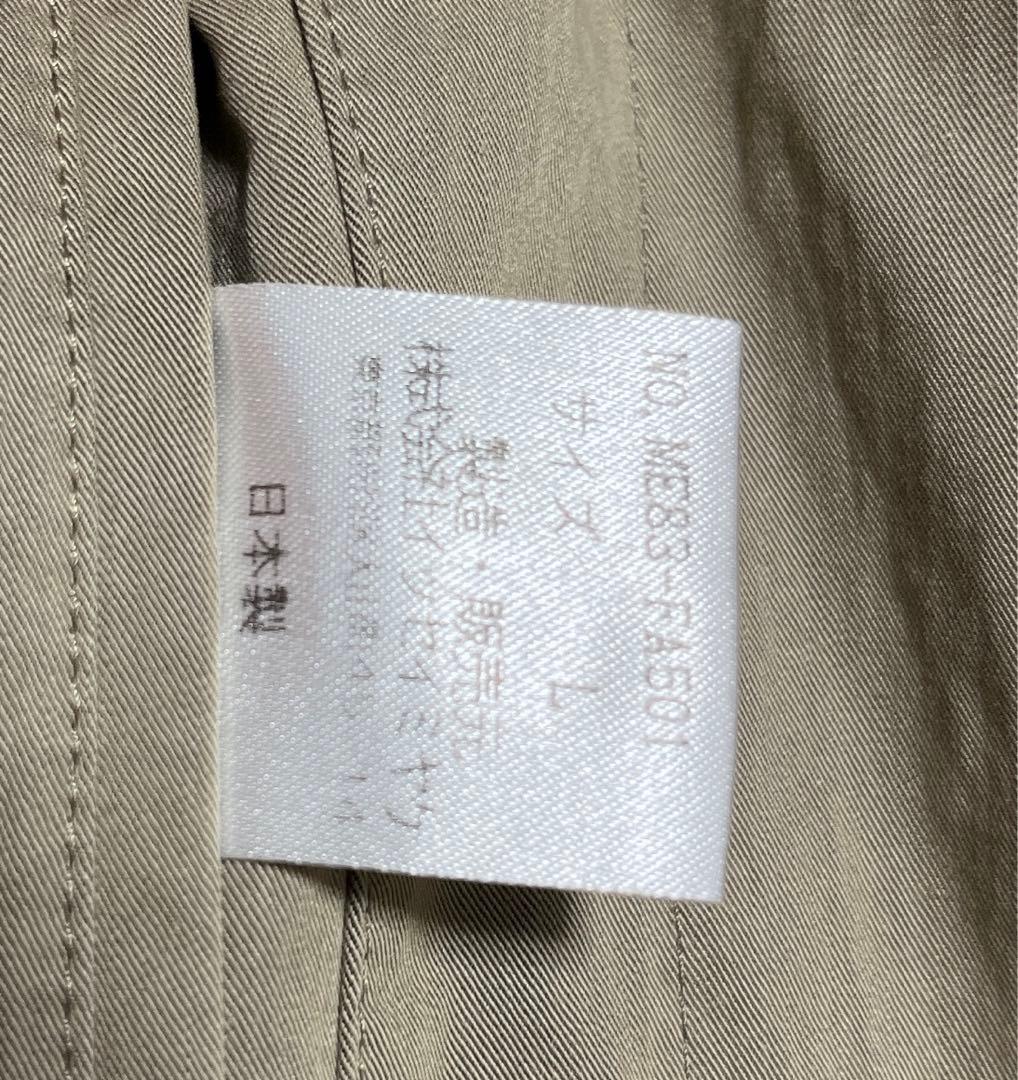 NO. ME83-FA501
サイズ L
製造・販売元
株式会社イッセイミヤケ
日本製